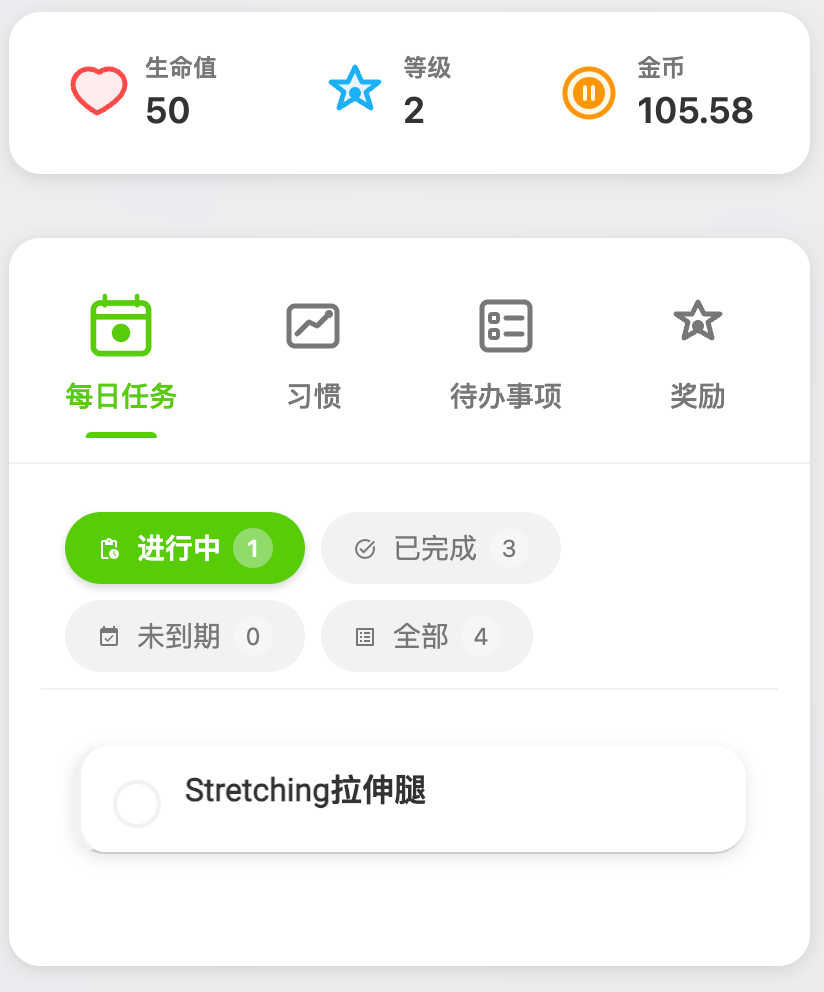 生命值
50
等级
2
金币
105.58
每日任务
习惯
待办事项
奖励
进行中 1
已完成 3
未到期 0
全部 4
Stretching拉伸腿